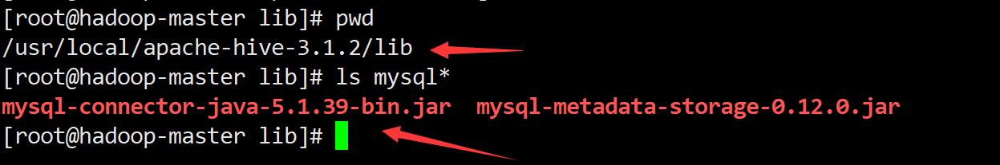 [root@hadoop-master lib]# pwd
/usr/local/apache-hive-3.1.2/lib
[root@hadoop-master lib]# ls mysql*
mysql-connector-java-5.1.39-bin.jar  mysql-metadata-storage-0.12.0.jar
[root@hadoop-master lib]#